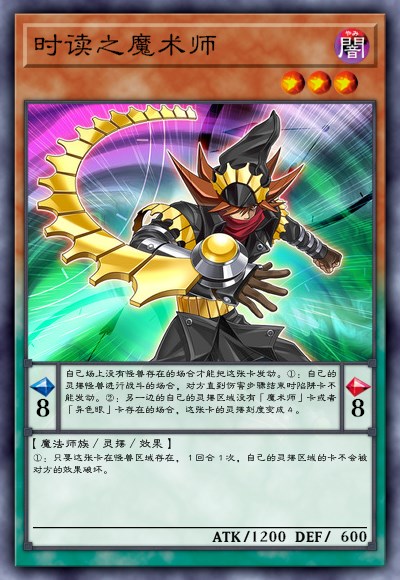 时读之魔术师
やみ
闇
自己场上没有怪兽存在的场合才能把这张卡发动。①：自己的
灵摆怪兽进行战斗的场合，对方直到伤害步骤结束时陷阱卡不
能发动。②：另一边的自己的灵摆区域没有「魔术师」卡或者
「异色眼」卡存在的场合，这张卡的灵摆刻度变成4。
8
8
【魔法师族／灵摆／效果】
①：只要这张卡在怪兽区域存在，1回合1次，自己的灵摆区域的卡不会被
对方的效果破坏。
ATK/1200 DEF/ 600